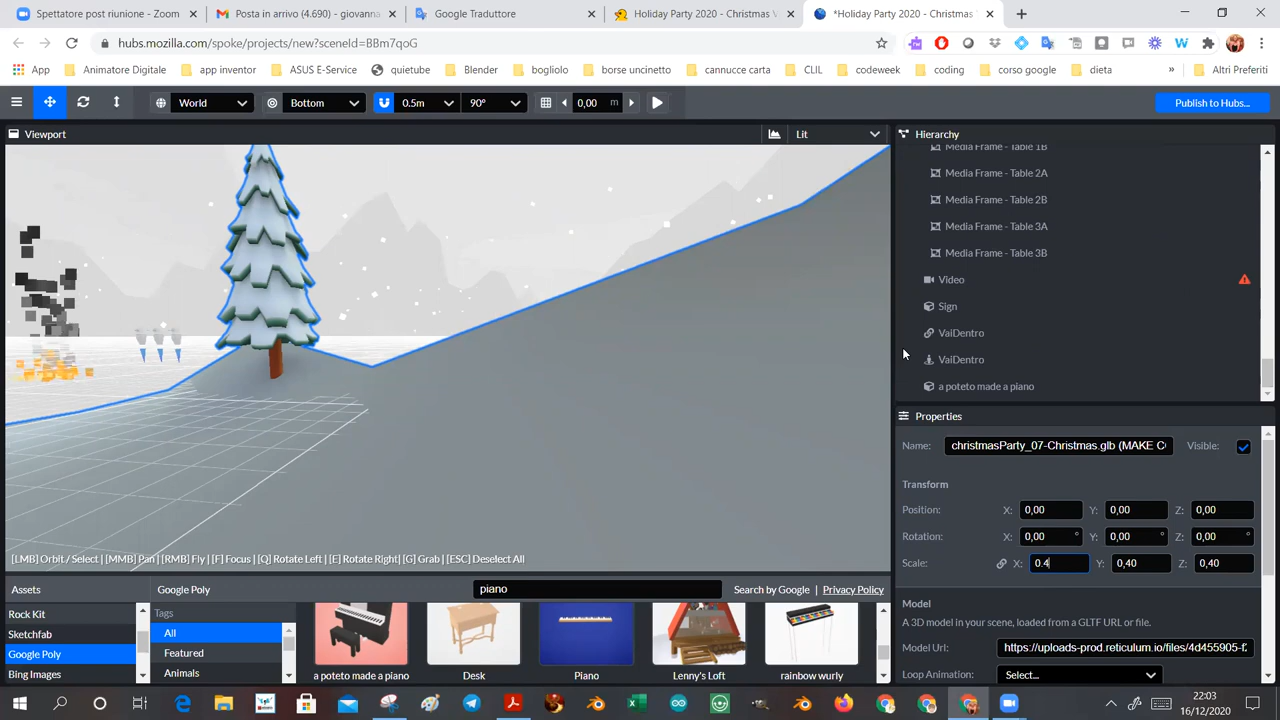 Spettatore post riunione - Zoom
Posta in arrivo (4.690) - giovanna
Google Traduttore
Holiday Party 2020 - Christmas V
*Holiday Party 2020 - Christmas
hubs.mozilla.com/spoke/projects/new?sceneId=BBm7qoG
App
Animatore Digitale
app inventor
ASUS E-Service
quietube
Blender
bogliolo
borse uncinetto
cannucce carta
CLIL
codeweek
coding
corso google
dieta
»
Altri Preferiti
World
Bottom
0.5m
90°
0,00 m
Publish to Hubs...
Viewport
Lit
Hierarchy
Media Frame - Table 1B
Media Frame - Table 2A
Media Frame - Table 2B
Media Frame - Table 3A
Media Frame - Table 3B
Video
Sign
VaiDentro
VaiDentro
a poteto made a piano
[LMB] Orbit / Select | [MMB] Pan | [RMB] Fly | [F] Focus | [Q] Rotate Left | [E] Rotate Right | [G] Grab | [ESC] Deselect All
Properties
Name: christmasParty_07-Christmas.glb (MAKE C
Visible:
Transform
Position: X: 0,00 Y: 0,00 Z: 0,00
Rotation: X: 0,00 ° Y: 0,00 ° Z: 0,00 °
Scale: X: 0.4 Y: 0,40 Z: 0,40
Model
A 3D model in your scene, loaded from a GLTF URL or file.
Model Url: https://uploads-prod.reticulum.io/files/4d455905-f
Loop Animation: Select...
Assets
Google Poly
piano
Search by Google | Privacy Policy
Rock Kit
Sketchfab
Google Poly
Bing Images
Tags
All
Featured
Animals
a poteto made a piano
Desk
Piano
Lenny's Loft
rainbow wurly
22:03
16/12/2020